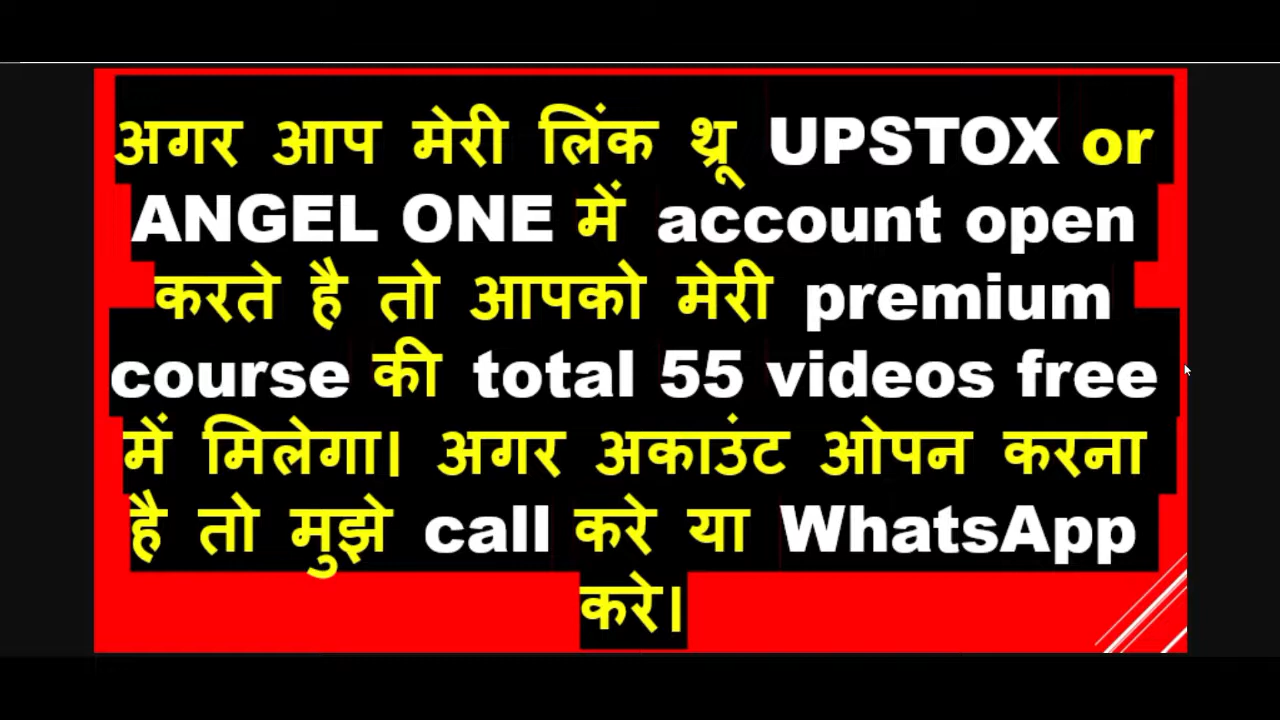 अगर आप मेरी लिंक थ्रू UPSTOX or
ANGEL ONE में account open
करते है तो आपको मेरी premium
course की total 55 videos free
में मिलेगा। अगर अकाउंट ओपन करना
है तो मुझे call करे या WhatsApp
करे।